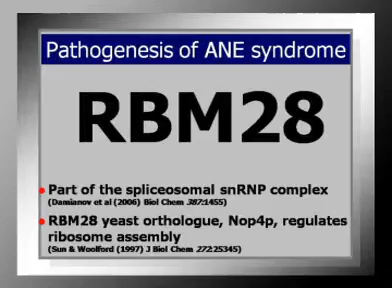 Pathogenesis of ANE syndrome
RBM28
• Part of the spliceosomal snRNP complex
(Damianov et al (2006) Biol Chem 387:1455)
• RBM28 yeast orthologue, Nop4p, regulates
ribosome assembly
(Sun & Woolford (1997) J Biol Chem 272:25345)